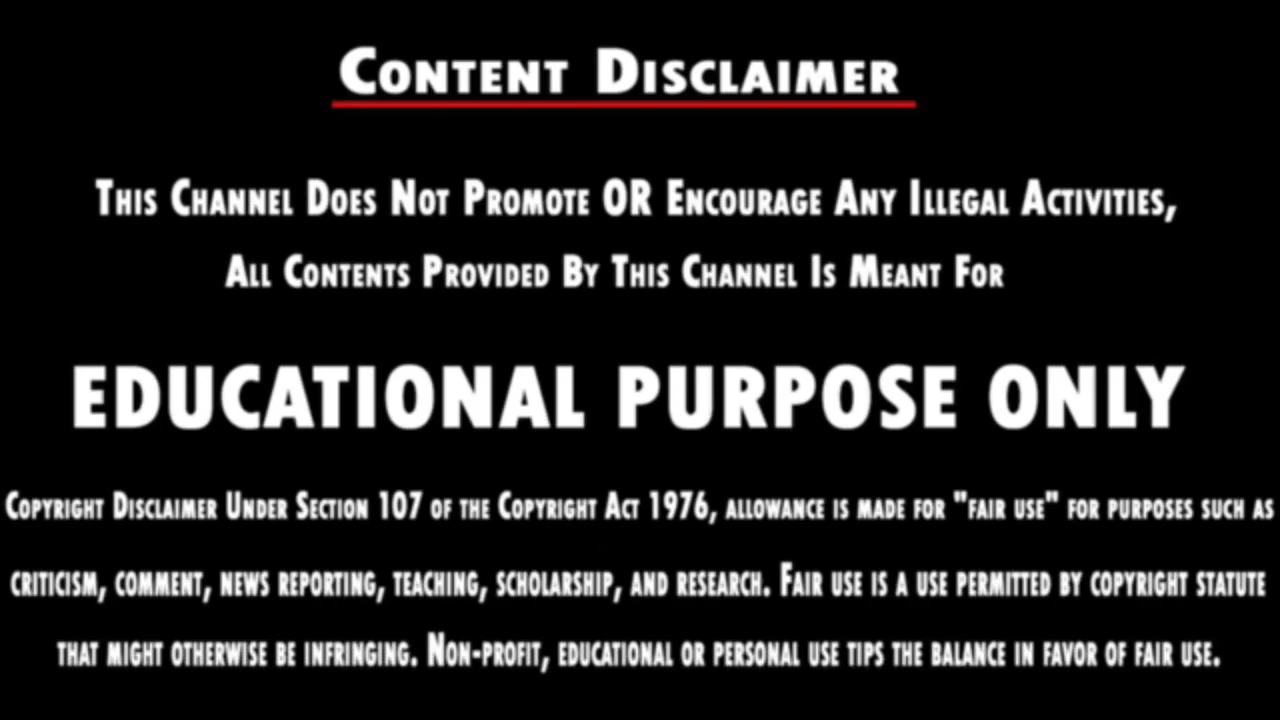 Content Disclaimer
This Channel Does Not Promote OR Encourage Any Illegal Activities,
All Contents Provided By This Channel Is Meant For
EDUCATIONAL PURPOSE ONLY
Copyright Disclaimer Under Section 107 of the Copyright Act 1976, allowance is made for "fair use" for purposes such as
criticism, comment, news reporting, teaching, scholarship, and research. Fair use is a use permitted by copyright statute
that might otherwise be infringing. Non-profit, educational or personal use tips the balance in favor of fair use.